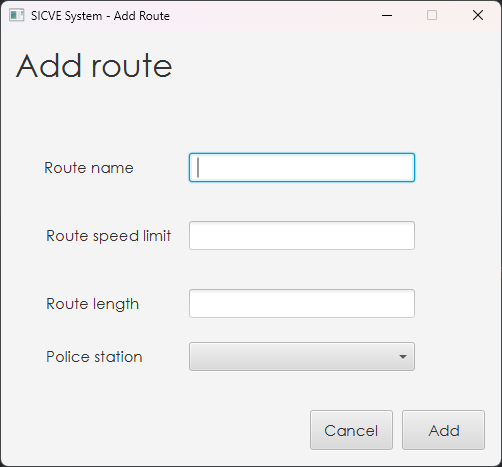 SICVE System - Add Route
Add route
Route name
Route speed limit
Route length
Police station
Cancel
Add